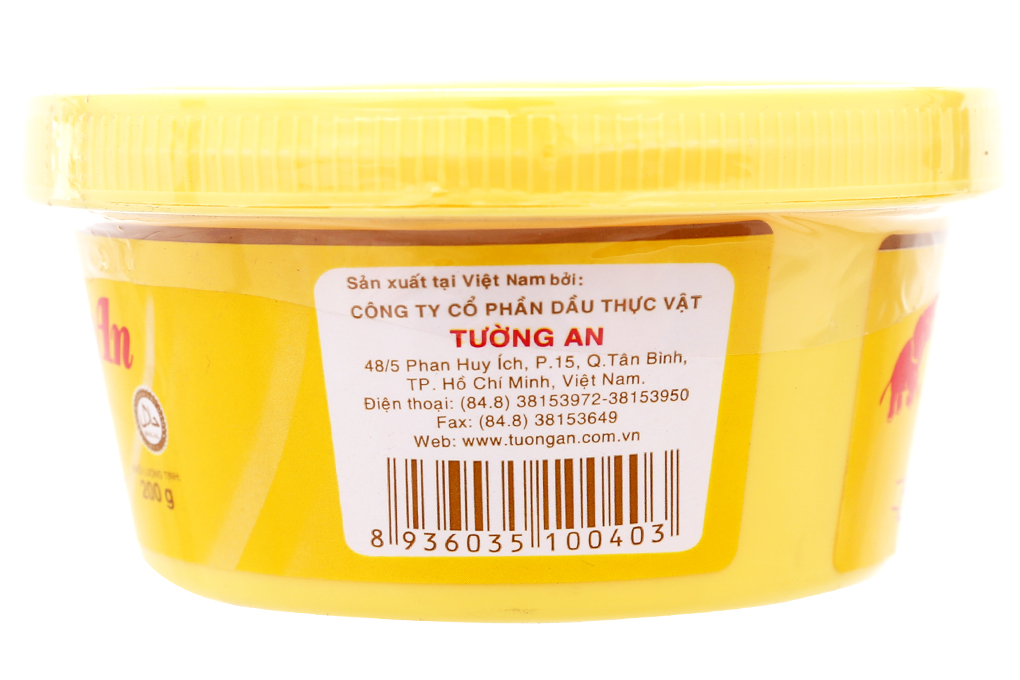 An
200 g
Sản xuất tại Việt Nam bởi:
CÔNG TY CỔ PHẦN DẦU THỰC VẬT
TƯỜNG AN
48/5 Phan Huy Ích, P.15, Q.Tân Bình,
TP. Hồ Chí Minh, Việt Nam.
Điện thoại: (84.8) 38153972-38153950
Fax: (84.8) 38153649
Web: www.tuongan.com.vn
8 936035 100403